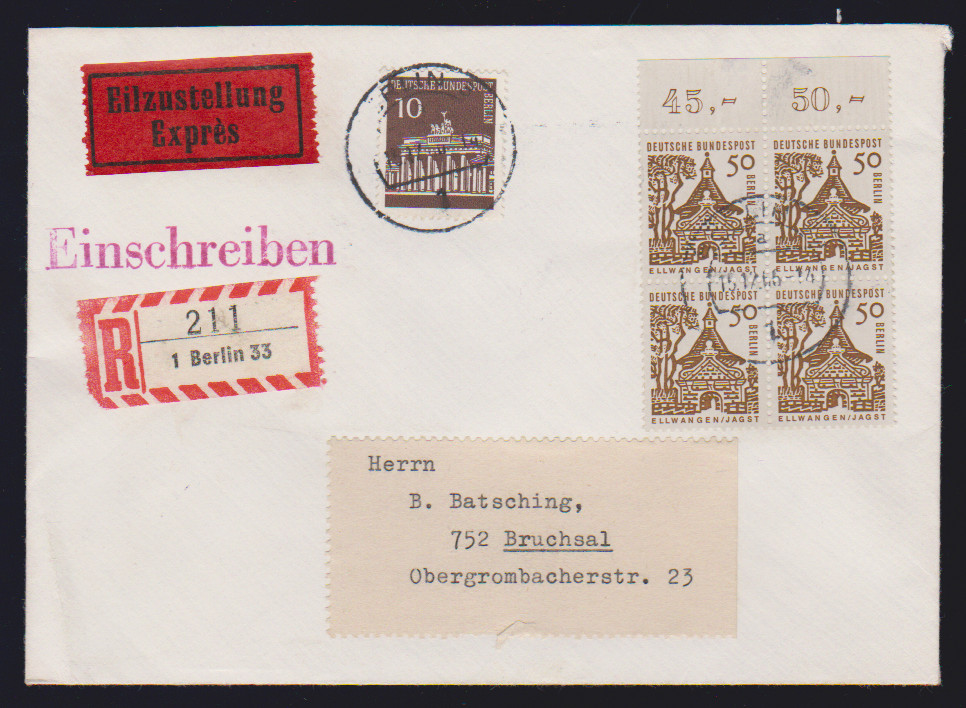 Eilzustellung
Exprès
DEUTSCHE BUNDESPOST
10
BERLIN
45,- 50,-
DEUTSCHE BUNDESPOST
50
BERLIN
ELLWANGEN/JAGST
DEUTSCHE BUNDESPOST
50
BERLIN
ELLWANGEN/JAGST
DEUTSCHE BUNDESPOST
50
BERLIN
ELLWANGEN/JAGST
DEUTSCHE BUNDESPOST
50
BERLIN
ELLWANGEN/JAGST
Einschreiben
R
211
1 Berlin 33
Herrn
B. Batsching,
752 Bruchsal
Obergrombacherstr. 23